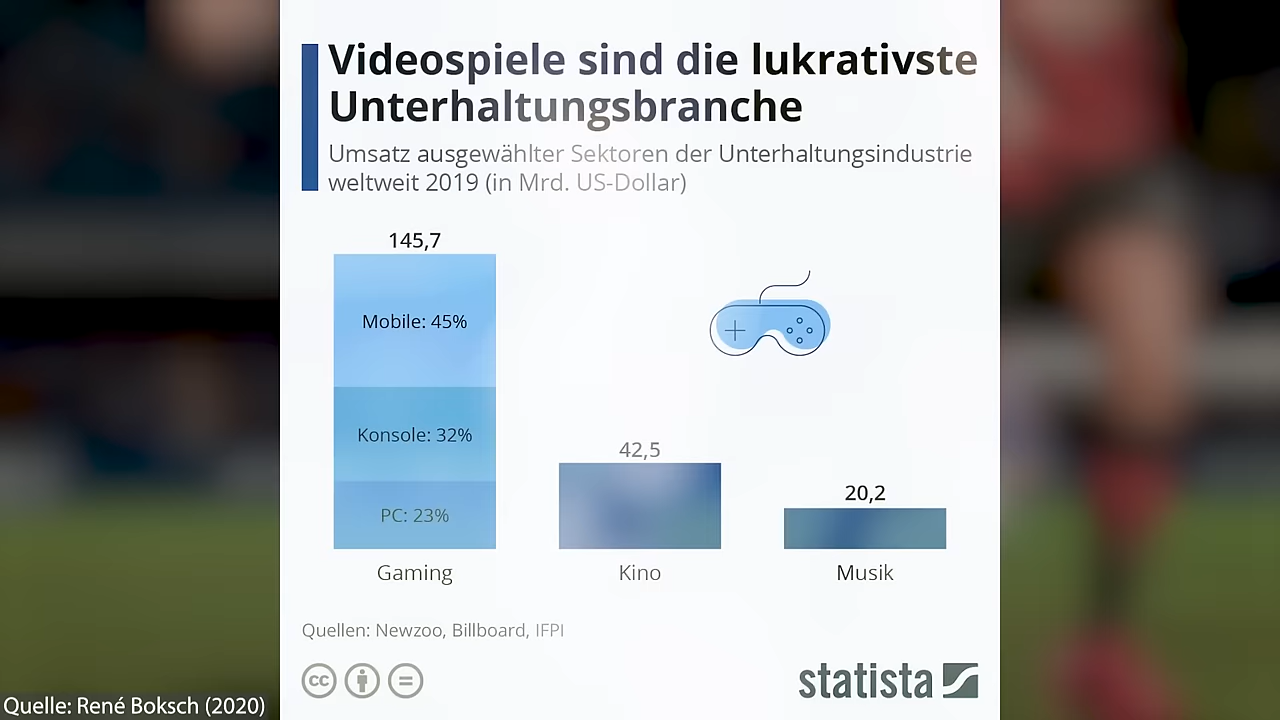 Videospiele sind die lukrativste
Unterhaltungsbranche
Umsatz ausgewählter Sektoren der Unterhaltungsindustrie
weltweit 2019 (in Mrd. US-Dollar)
145,7
Mobile: 45%
Konsole: 32%
PC: 23%
42,5
20,2
Gaming
Kino
Musik
Quellen: Newzoo, Billboard, IFPI
cc
statista
Quelle: René Boksch (2020)